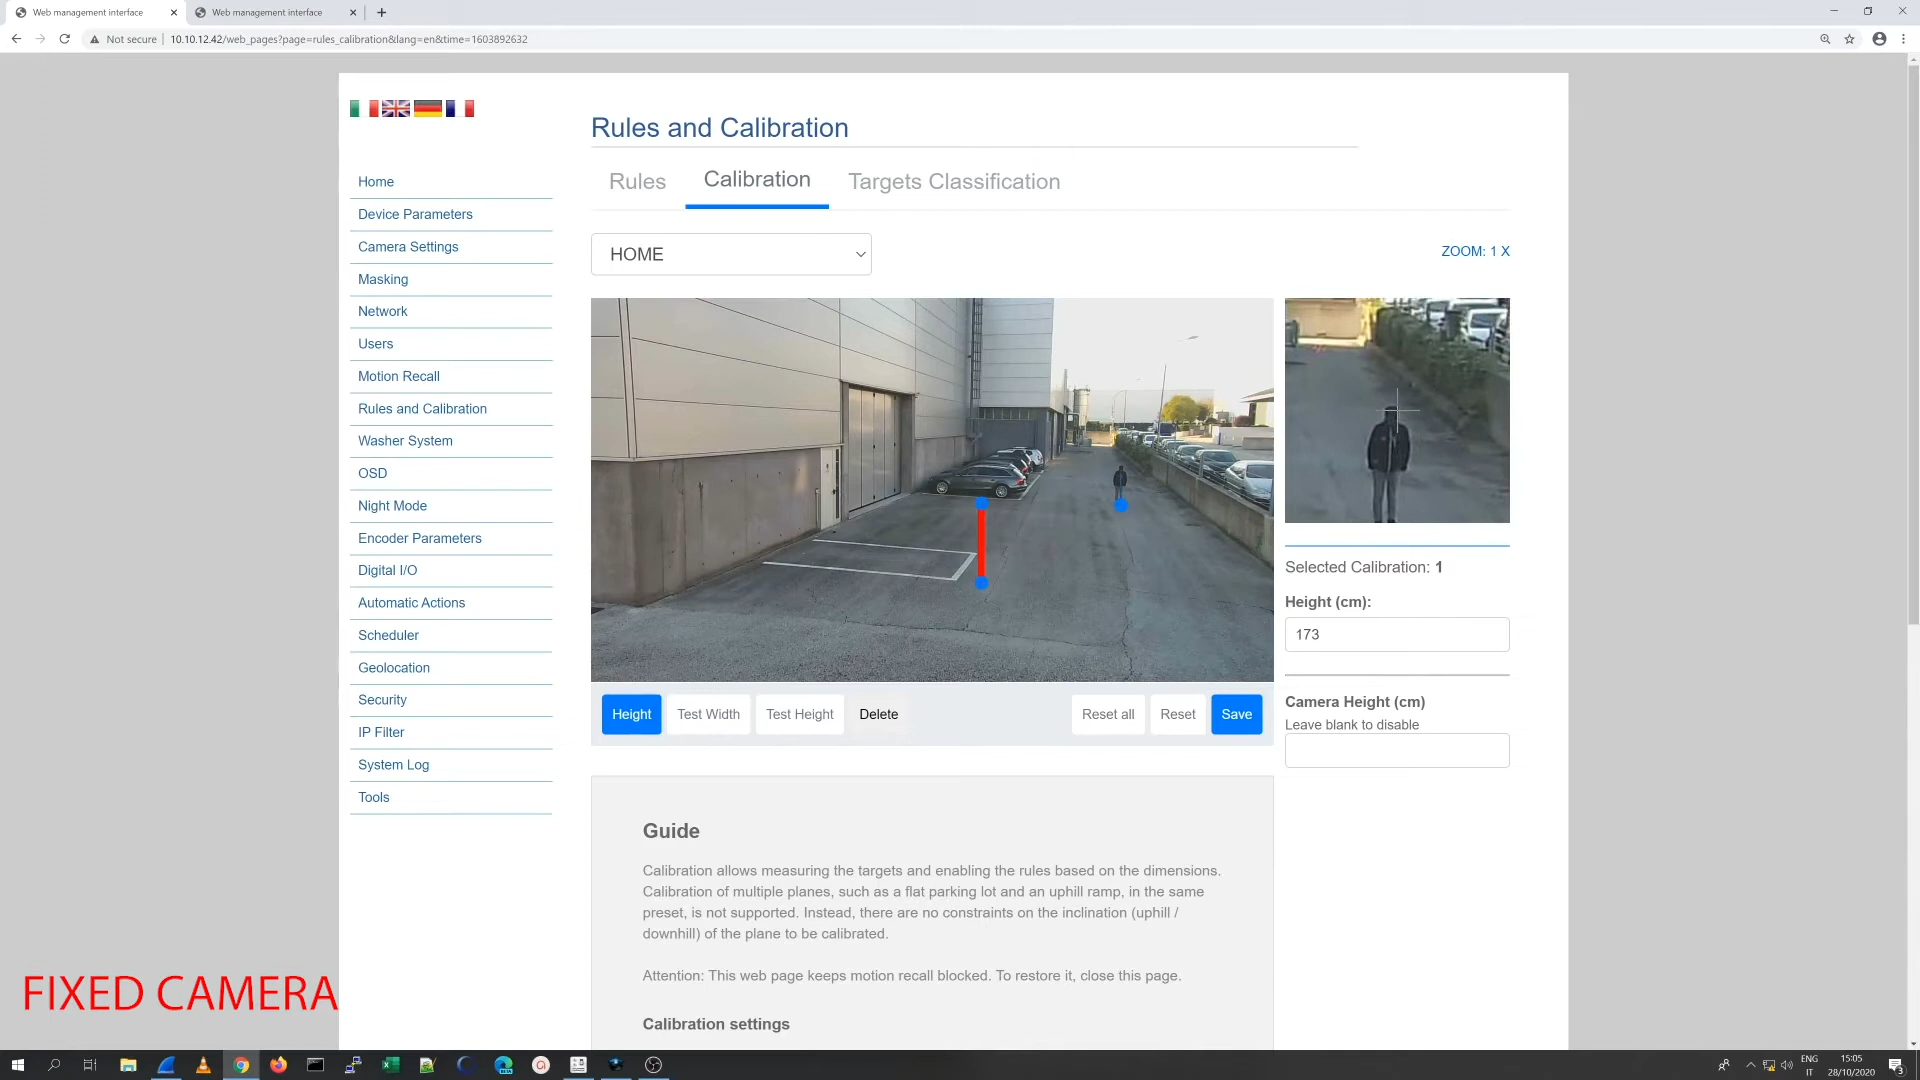 Web management interface
Web management interface
Not secure
10.10.12.42/web_pages?page=rules_calibration&lang=en&time=1603892632
Rules and Calibration
Rules
Calibration
Targets Classification
Home
Device Parameters
Camera Settings
Masking
Network
Users
Motion Recall
Rules and Calibration
Washer System
OSD
Night Mode
Encoder Parameters
Digital I/O
Automatic Actions
Scheduler
Geolocation
Security
IP Filter
System Log
Tools
HOME
ZOOM: 1 X
Selected Calibration: 1
Height (cm):
173
Camera Height (cm)
Leave blank to disable
Height
Test Width
Test Height
Delete
Reset all
Reset
Save
Guide
Calibration allows measuring the targets and enabling the rules based on the dimensions.
Calibration of multiple planes, such as a flat parking lot and an uphill ramp, in the same
preset, is not supported. Instead, there are no constraints on the inclination (uphill /
downhill) of the plane to be calibrated.
Attention: This web page keeps motion recall blocked. To restore it, close this page.
Calibration settings
FIXED CAMERA
ENG
IT
15:05
28/10/2020
3